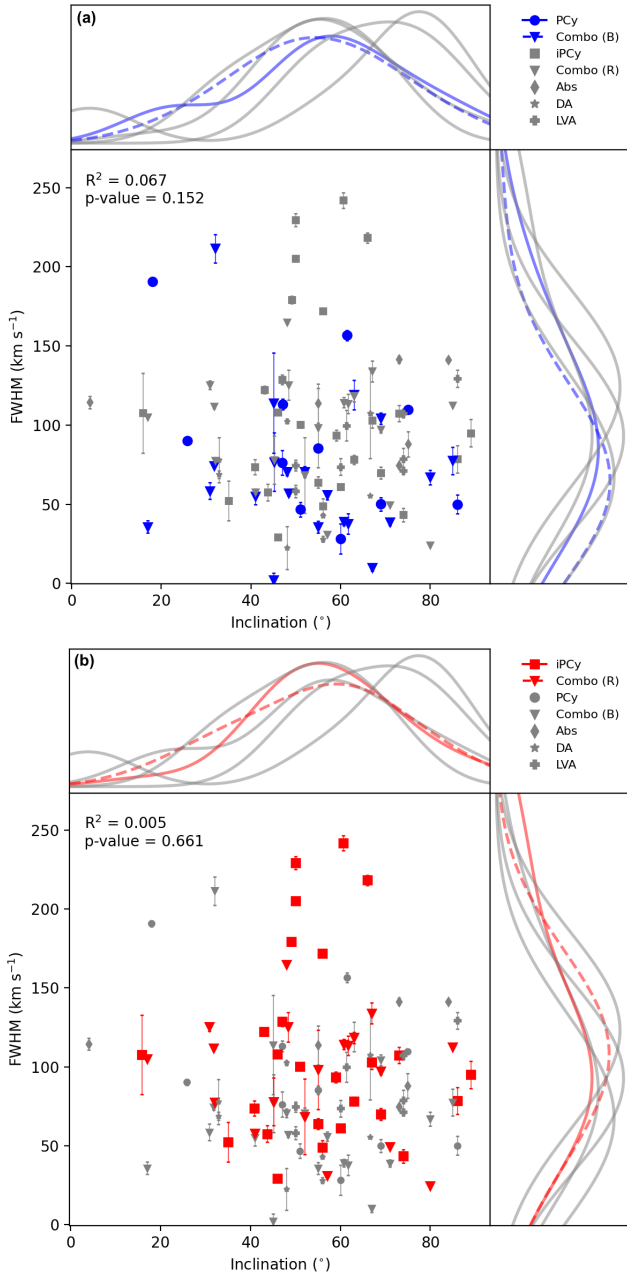 (a)
PCy
Combo (B)
iPCy
Combo (R)
Abs
DA
LVA
R² = 0.067
p-value = 0.152
250
200
150
100
50
0
FWHM (km s⁻¹)
0 20 40 60 80
Inclination (°)
(b)
iPCy
Combo (R)
PCy
Combo (B)
Abs
DA
LVA
R² = 0.005
p-value = 0.661
250
200
150
100
50
0
FWHM (km s⁻¹)
0 20 40 60 80
Inclination (°)